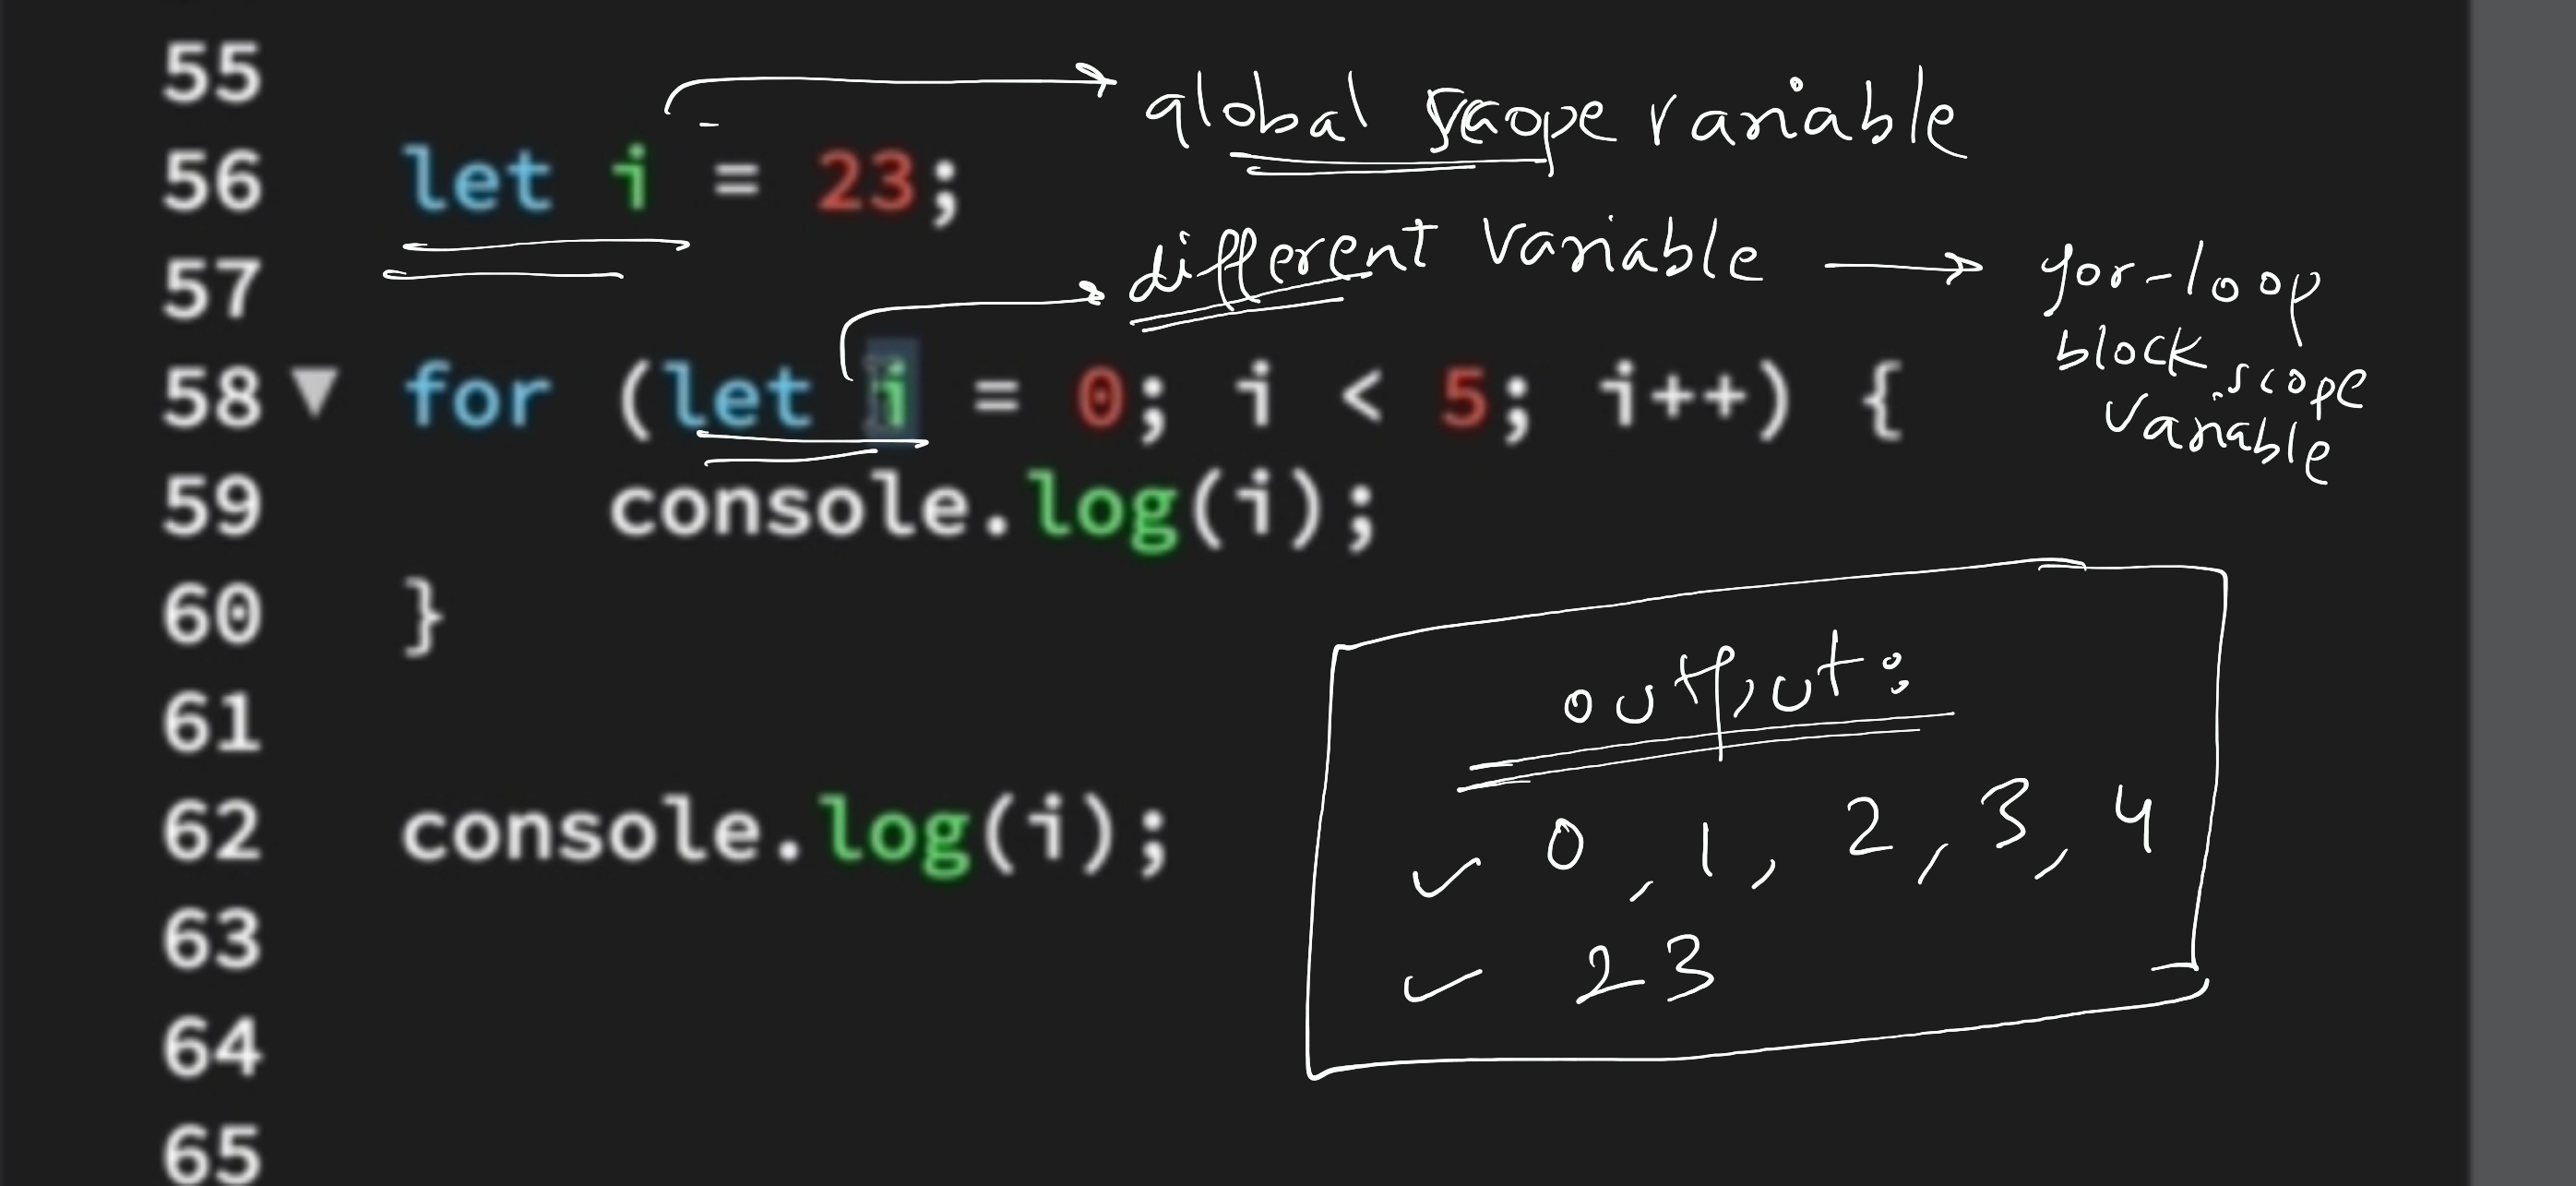 55
global scope variable
56 let i = 23;
57
different variable → for-loop
block scope
variable
58 ▼ for (let i = 0; i < 5; i++) {
59 console.log(i);
60 }
61
output:
62 console.log(i);
✓ 0, 1, 2, 3, 4
63
✓ 23
64
65